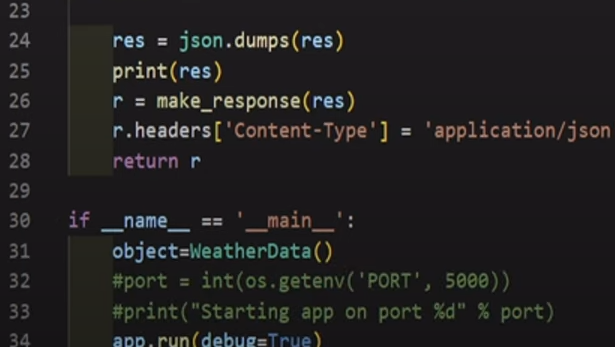 23
24 res = json.dumps(res)
25 print(res)
26 r = make_response(res)
27 r.headers['Content-Type'] = 'application/json
28 return r
29
30 if __name__ == '__main__':
31 object=WeatherData()
32 #port = int(os.getenv('PORT', 5000))
33 #print("Starting app on port %d" % port)
34 app.run(debug=True)